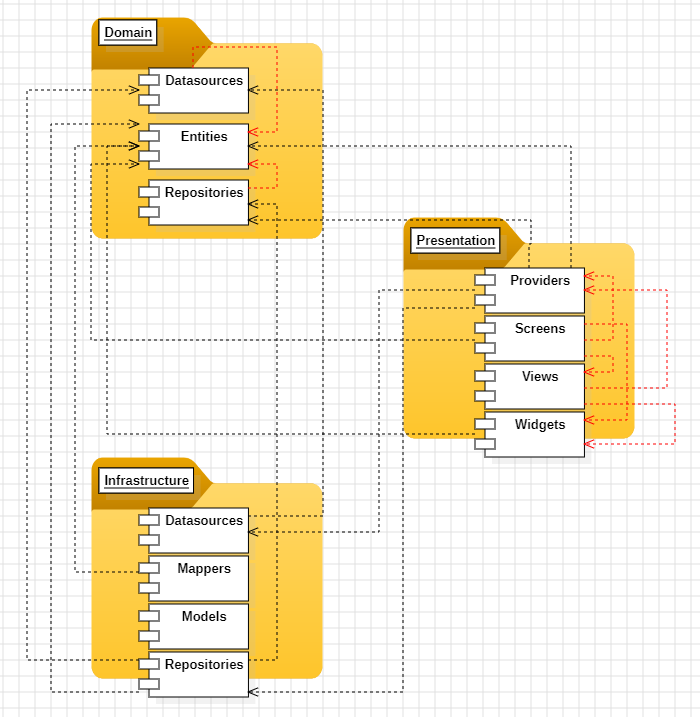 Domain
Datasources
Entities
Repositories
Presentation
Providers
Screens
Views
Widgets
Infrastructure
Datasources
Mappers
Models
Repositories